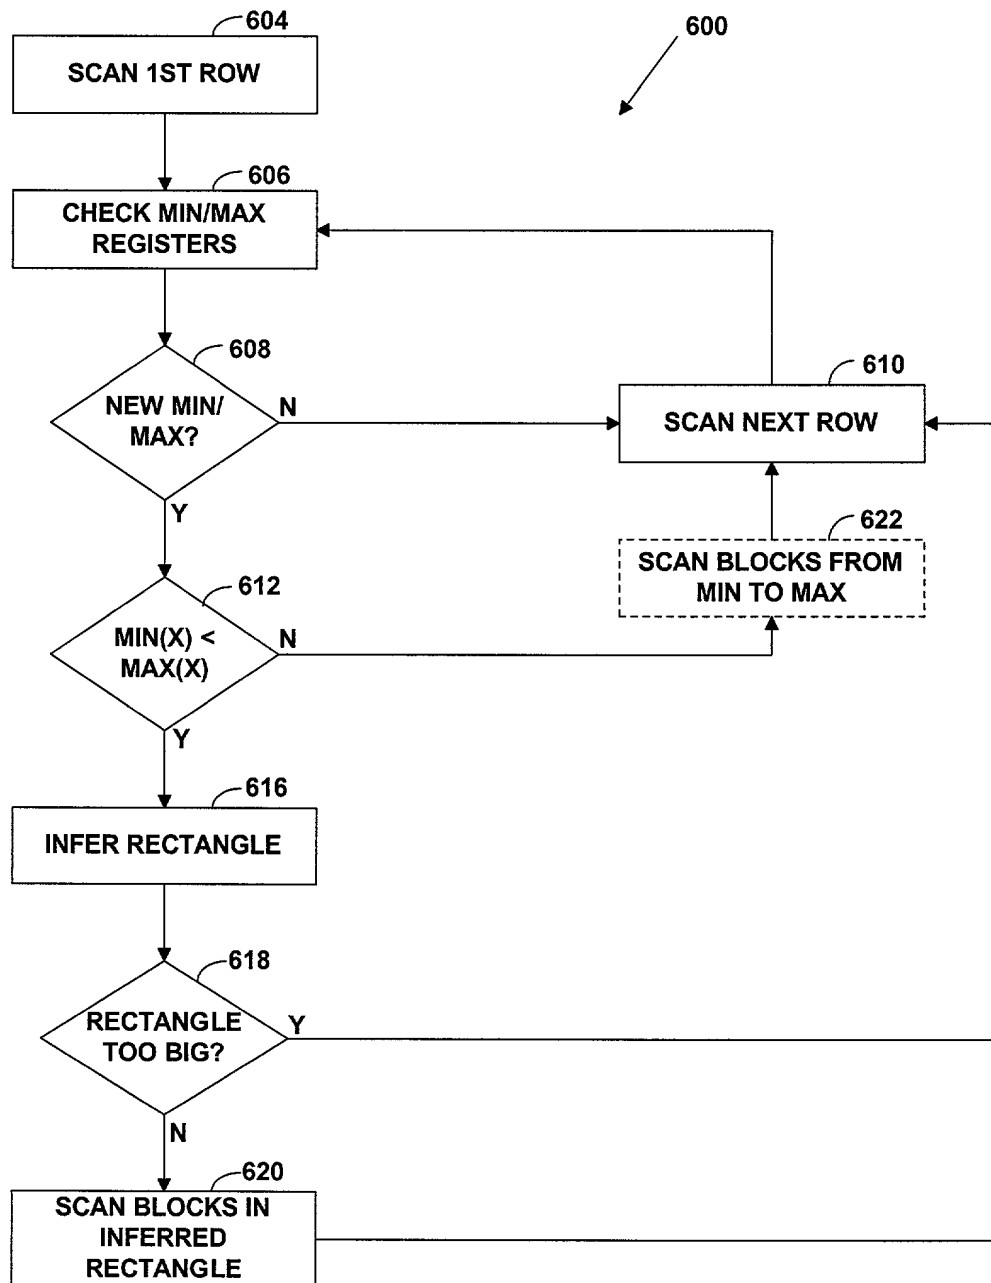 604
SCAN 1ST ROW
600
606
CHECK MIN/MAX
REGISTERS
608
NEW MIN/
MAX?
N
Y
610
SCAN NEXT ROW
622
SCAN BLOCKS FROM
MIN TO MAX
612
MIN(X) <
MAX(X)
N
Y
616
INFER RECTANGLE
618
RECTANGLE
TOO BIG?
Y
N
620
SCAN BLOCKS IN
INFERRED
RECTANGLE